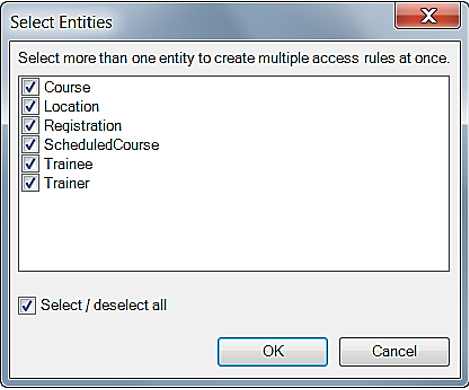 Select Entities
Select more than one entity to create multiple access rules at once.
Course
Location
Registration
ScheduledCourse
Trainee
Trainer
Select / deselect all
OK Cancel